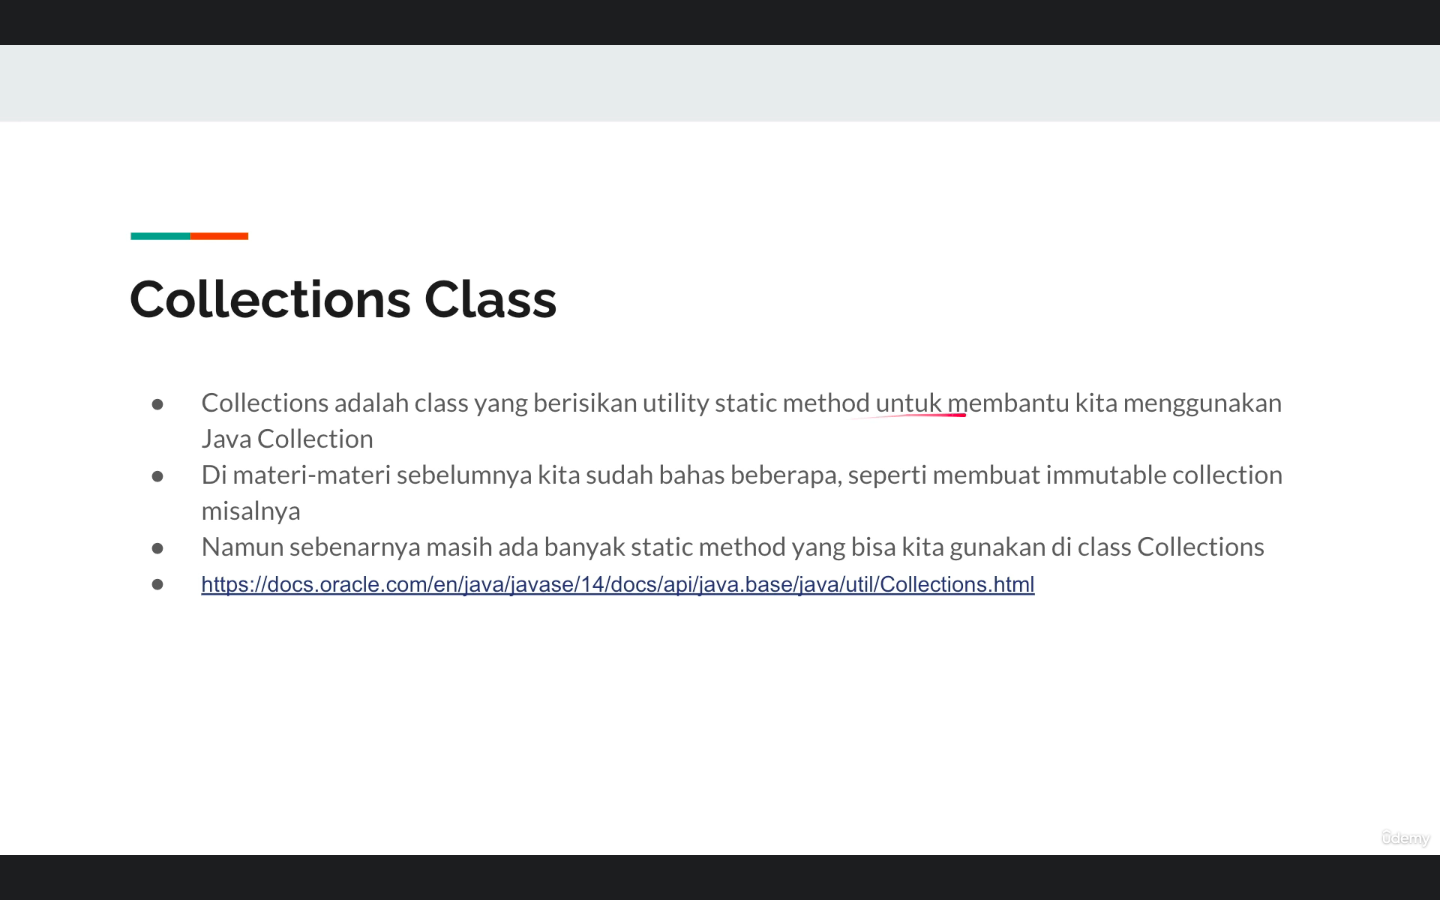 Collections Class
● Collections adalah class yang berisikan utility static method untuk membantu kita menggunakan
Java Collection
● Di materi-materi sebelumnya kita sudah bahas beberapa, seperti membuat immutable collection
misalnya
● Namun sebenarnya masih ada banyak static method yang bisa kita gunakan di class Collections
● https://docs.oracle.com/en/java/javase/14/docs/api/java.base/java/util/Collections.html
ûdemy